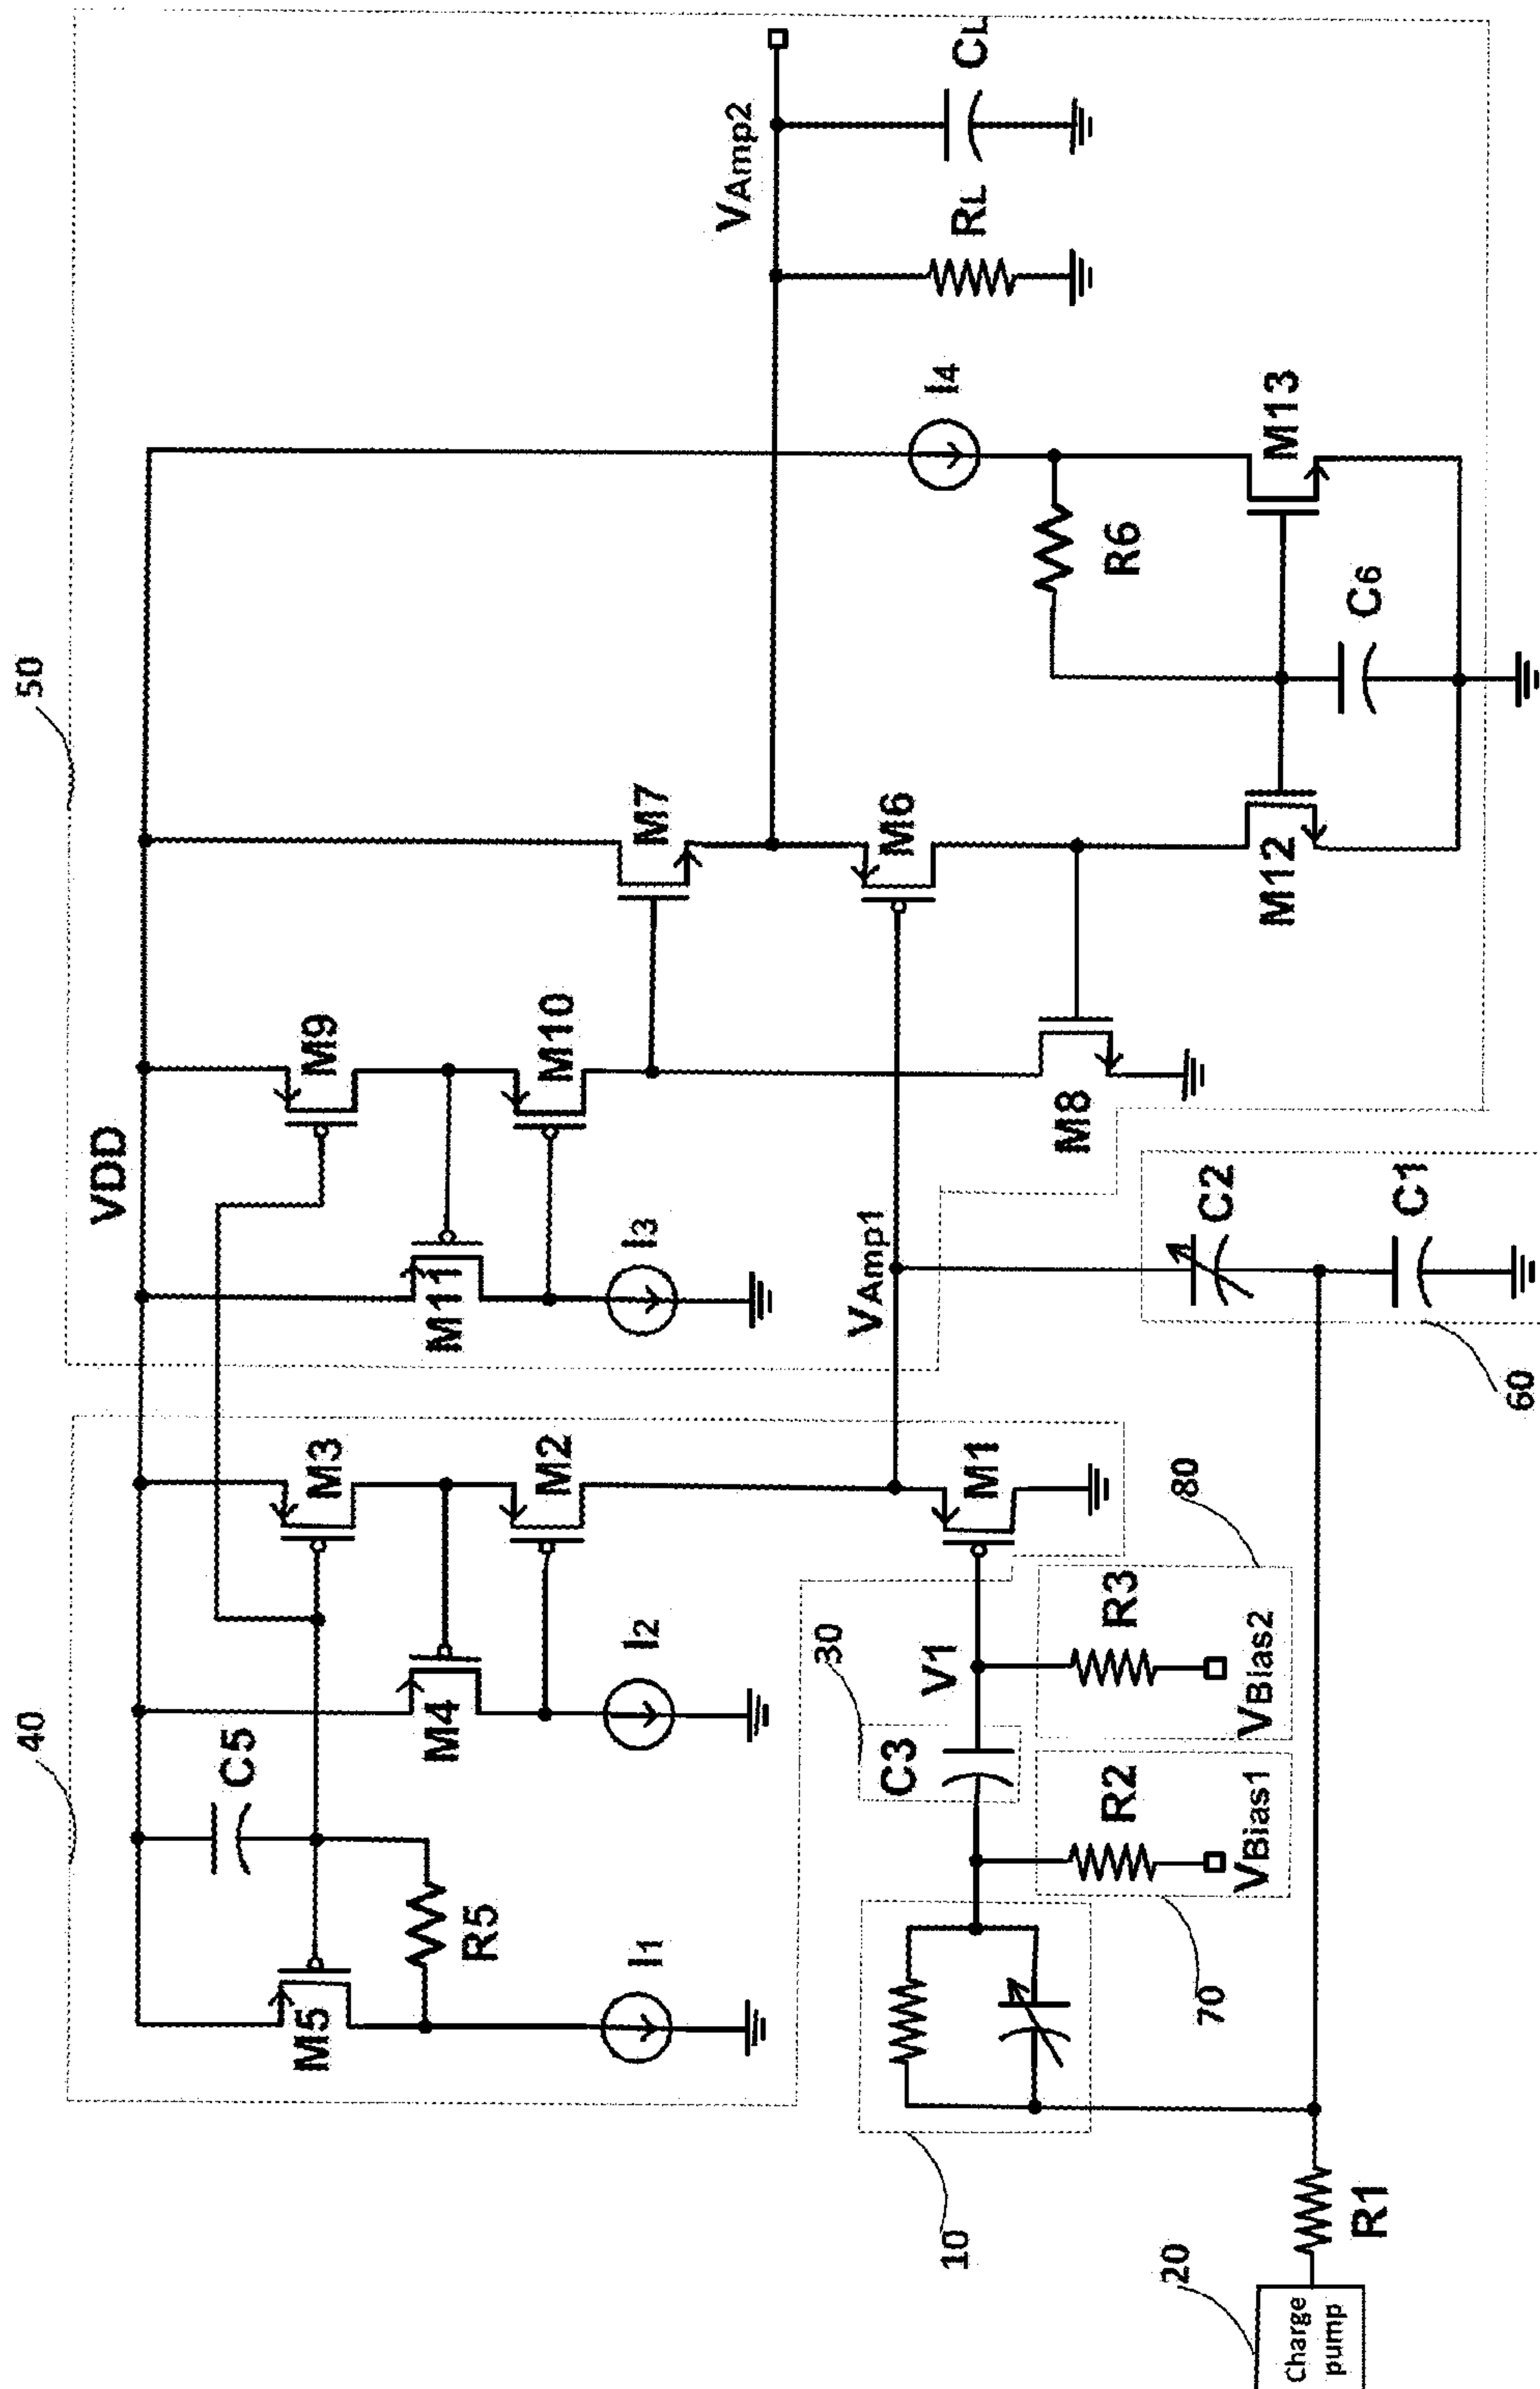 50
40
VDD
M9
M7
M11
M10
M3
C5
M5
M4
M2
R5
I1
I2
I3
VAmp1
M6
VAmp2
RL
CL
I4
R6
M13
C6
M12
M8
M1
30
C3
V1
R2
R3
VBias1
VBias2
80
70
10
C2
C1
60
20
Charge
pump
R1